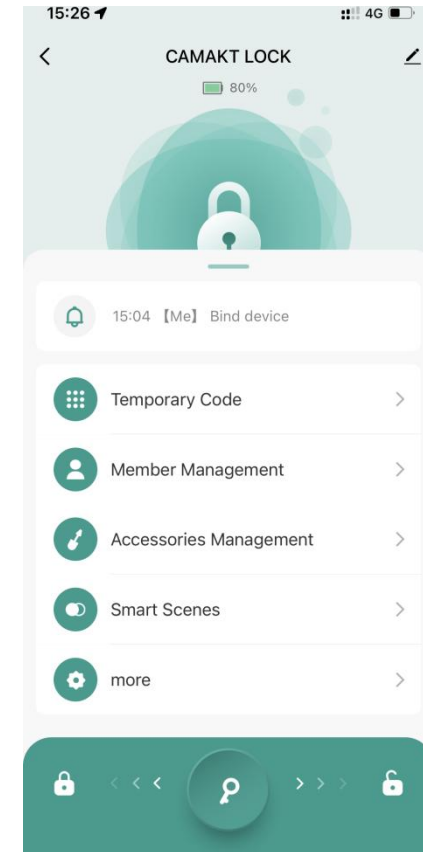 15:26
4G
CAMAKT LOCK
80%
15:04 【Me】 Bind device
Temporary Code
Member Management
Accessories Management
Smart Scenes
more